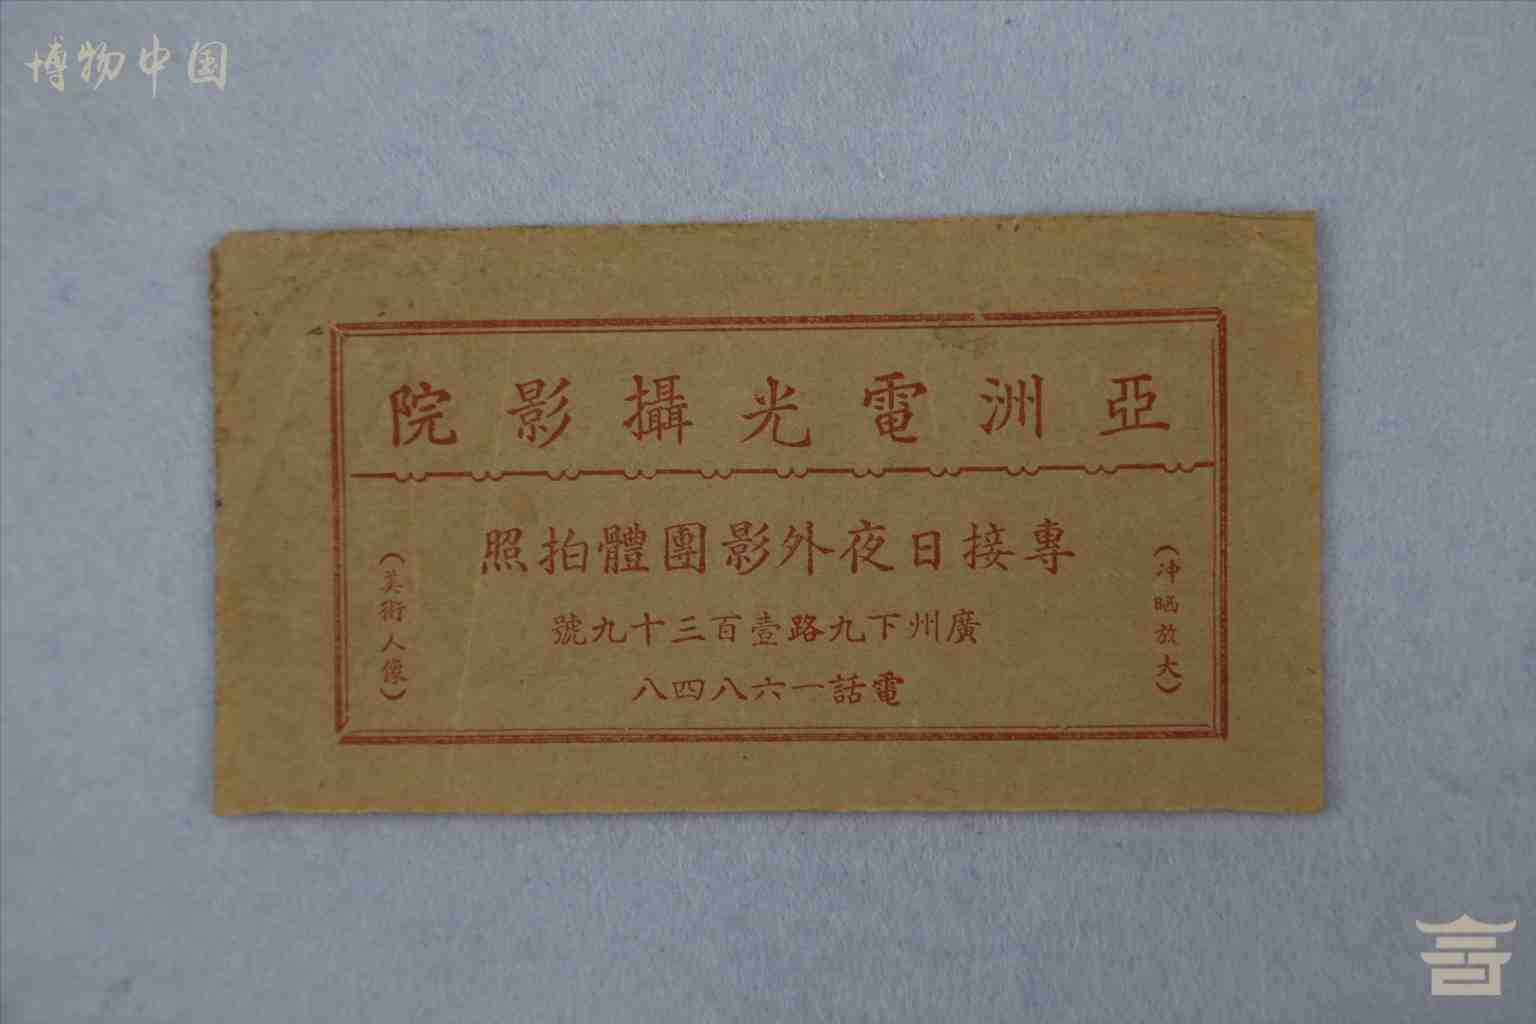 博物中国
亞洲電光攝影院
專接日夜外影團體拍照
（冲晒放大）
廣州下九路壹百三十九號
電話一六八四八
（美術人像）